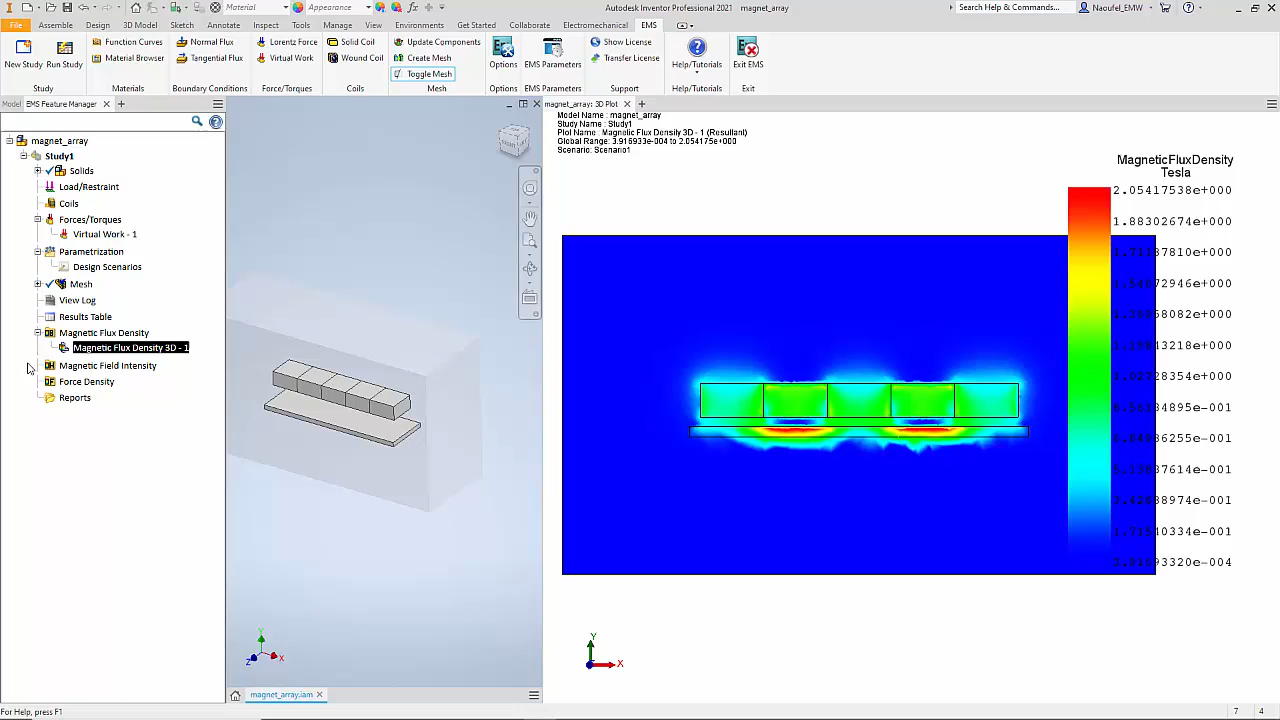 Material
Appearance
Autodesk Inventor Professional 2021 magnet_array
Search Help & Commands...
Naoufel_EMW
File Assemble Design 3D Model Sketch Annotate Inspect Tools Manage View Environments Get Started Collaborate Electromechanical EMS
New Study Run Study
Study
Function Curves
Material Browser
Materials
Normal Flux
Tangential Flux
Boundary Conditions
Lorentz Force
Virtual Work
Force/Torques
Solid Coil
Wound Coil
Coils
Update Components
Create Mesh
Toggle Mesh
Mesh
Options
Options
EMS Parameters
EMS Parameters
Show License
Transfer License
Support
Help/Tutorials
Help/Tutorials
Exit EMS
Exit
Model EMS Feature Manager
magnet_array
Study1
Solids
Load/Restraint
Coils
Forces/Torques
Virtual Work - 1
Parametrization
Design Scenarios
Mesh
View Log
Results Table
Magnetic Flux Density
Magnetic Flux Density 3D - 1
Magnetic Field Intensity
Force Density
Reports
FRONT
Y
Z
X
magnet_array.iam
magnet_array: 3D Plot
Model Name : magnet_array
Study Name : Study1
Plot Name : Magnetic Flux Density 3D - 1 (Resultant)
Global Range: 3.916933e-004 to 2.054175e+000
Scenario: Scenario1
MagneticFluxDensity
Tesla
2.05417538e+000
1.88302674e+000
Y
X
For Help, press F1
7 4